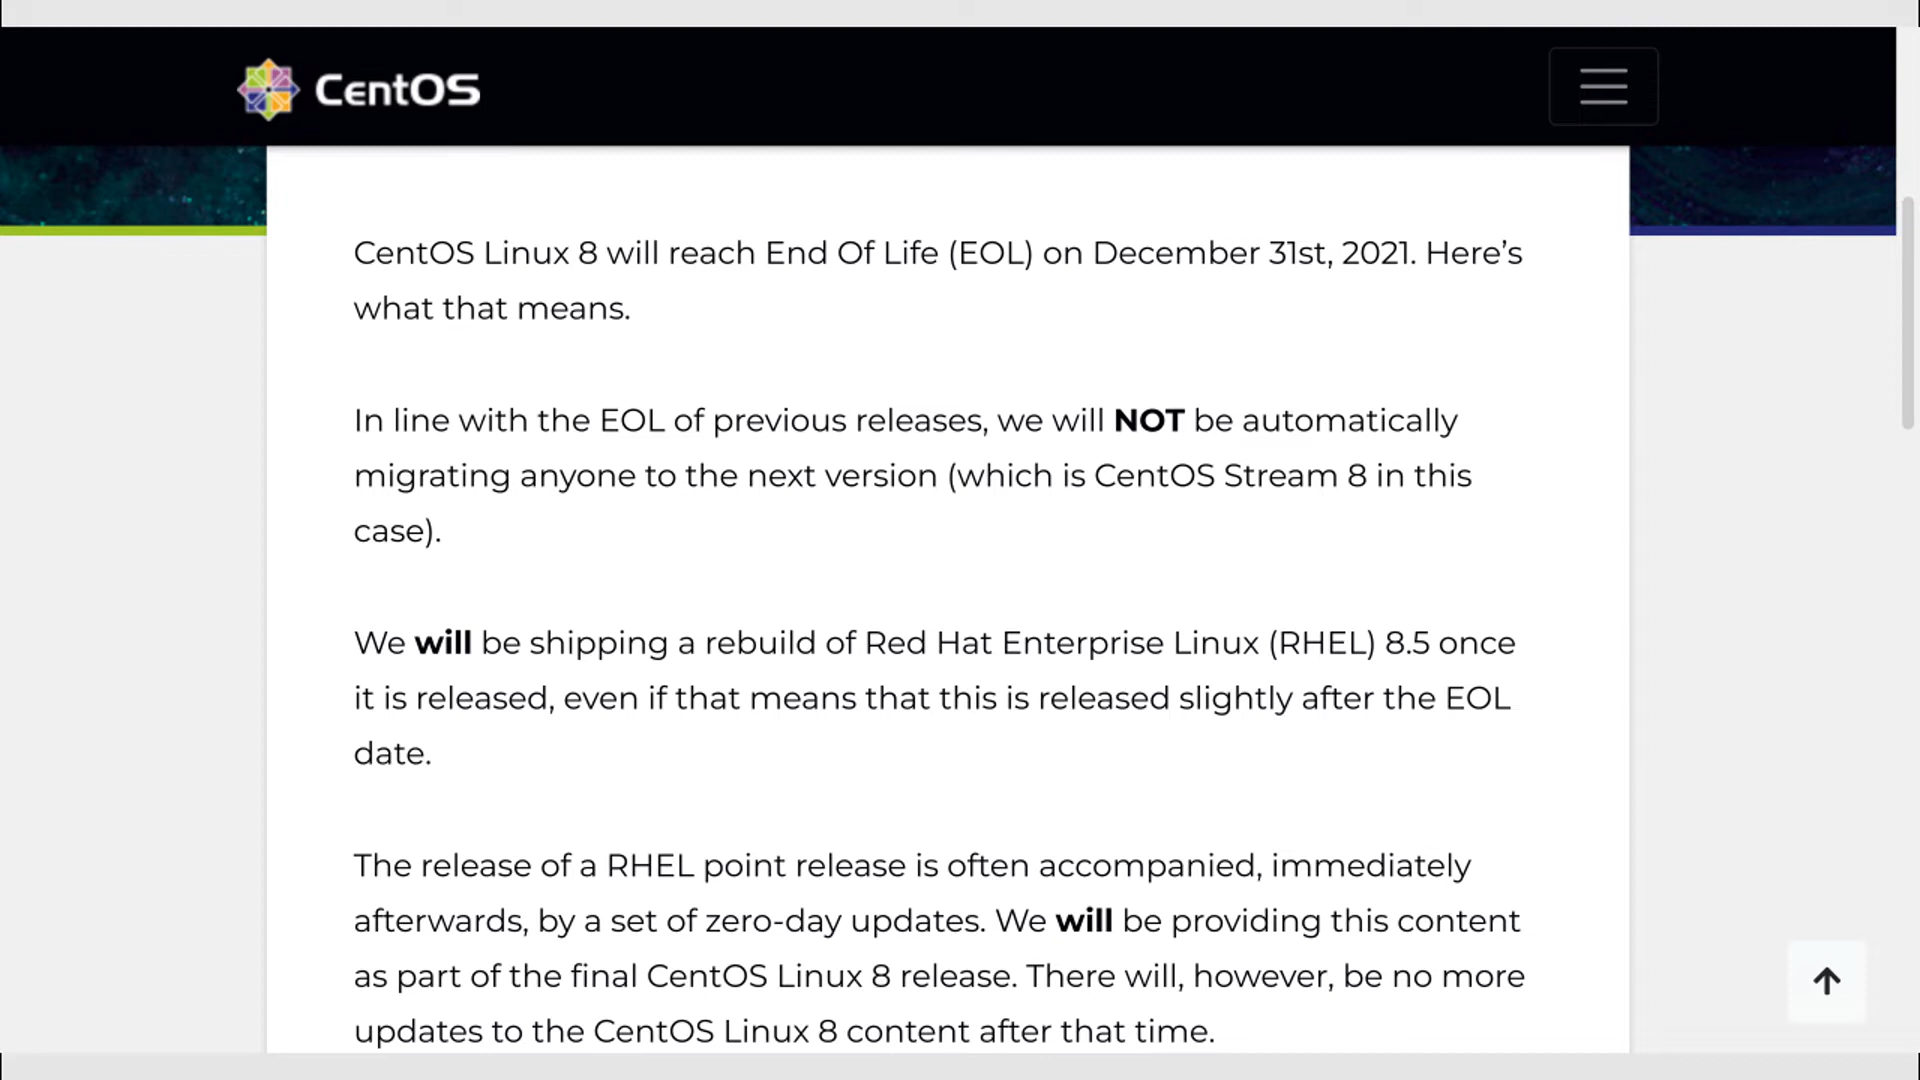 CentOS
CentOS Linux 8 will reach End Of Life (EOL) on December 31st, 2021. Here’s
what that means.
In line with the EOL of previous releases, we will NOT be automatically
migrating anyone to the next version (which is CentOS Stream 8 in this
case).
We will be shipping a rebuild of Red Hat Enterprise Linux (RHEL) 8.5 once
it is released, even if that means that this is released slightly after the EOL
date.
The release of a RHEL point release is often accompanied, immediately
afterwards, by a set of zero-day updates. We will be providing this content
as part of the final CentOS Linux 8 release. There will, however, be no more
updates to the CentOS Linux 8 content after that time.